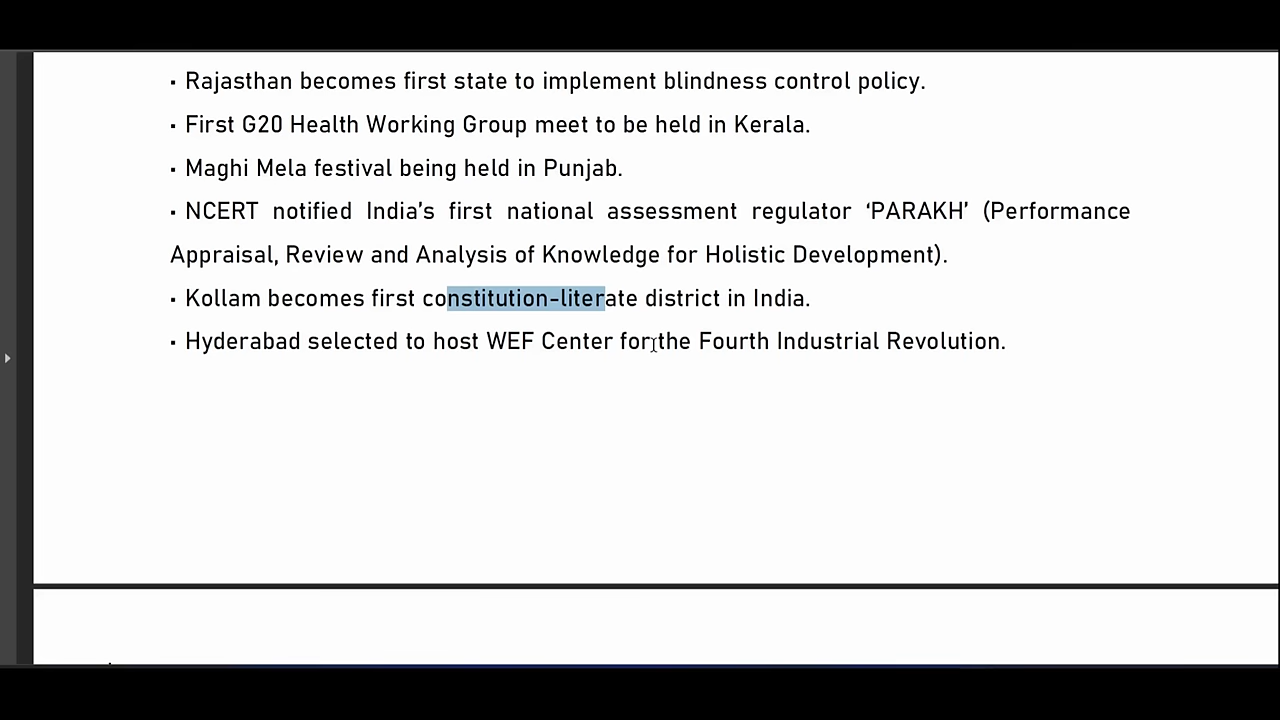 ▪ Rajasthan becomes first state to implement blindness control policy.
▪ First G20 Health Working Group meet to be held in Kerala.
▪ Maghi Mela festival being held in Punjab.
▪ NCERT notified India’s first national assessment regulator ‘PARAKH’ (Performance
Appraisal, Review and Analysis of Knowledge for Holistic Development).
▪ Kollam becomes first constitution-literate district in India.
▪ Hyderabad selected to host WEF Center for the Fourth Industrial Revolution.